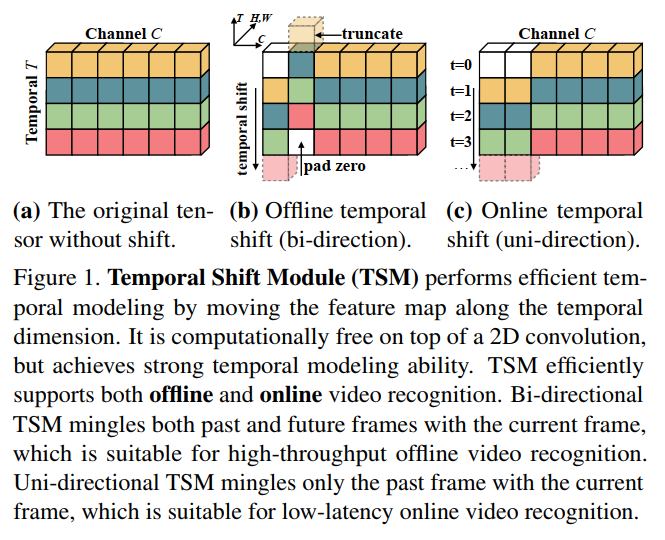 Channel C
Temporal T
T H,W
C
truncate
temporal shift
pad zero
Channel C
t=0
t=1
t=2
t=3
...
(a) The original ten-
sor without shift.
(b) Offline temporal
shift (bi-direction).
(c) Online temporal
shift (uni-direction).
Figure 1. Temporal Shift Module (TSM) performs efficient tem-
poral modeling by moving the feature map along the temporal
dimension. It is computationally free on top of a 2D convolution,
but achieves strong temporal modeling ability. TSM efficiently
supports both offline and online video recognition. Bi-directional
TSM mingles both past and future frames with the current frame,
which is suitable for high-throughput offline video recognition.
Uni-directional TSM mingles only the past frame with the current
frame, which is suitable for low-latency online video recognition.